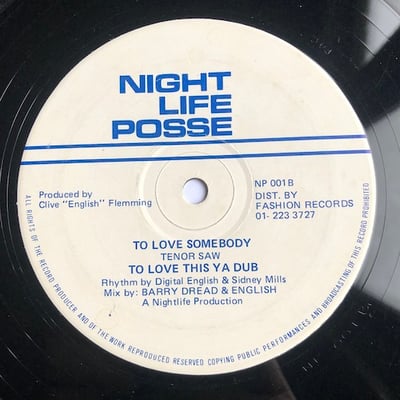 NIGHT
LIFE
POSSE
Produced by
Clive "English" Flemming
NP 001B
DIST. BY
FASHION RECORDS
01- 223 3727
TO LOVE SOMEBODY
TENOR SAW
TO LOVE THIS YA DUB
Rhythm by Digital English & Sidney Mills
Mix by: BARRY DREAD & ENGLISH
A Nightlife Production
ALL RIGHTS OF THE RECORD PRODUCER, AND OF THE WORK REPRODUCED RESERVED COPYING PUBLIC PERFORMANCES AND BROADCASTING OF THIS RECORD PROHIBITED